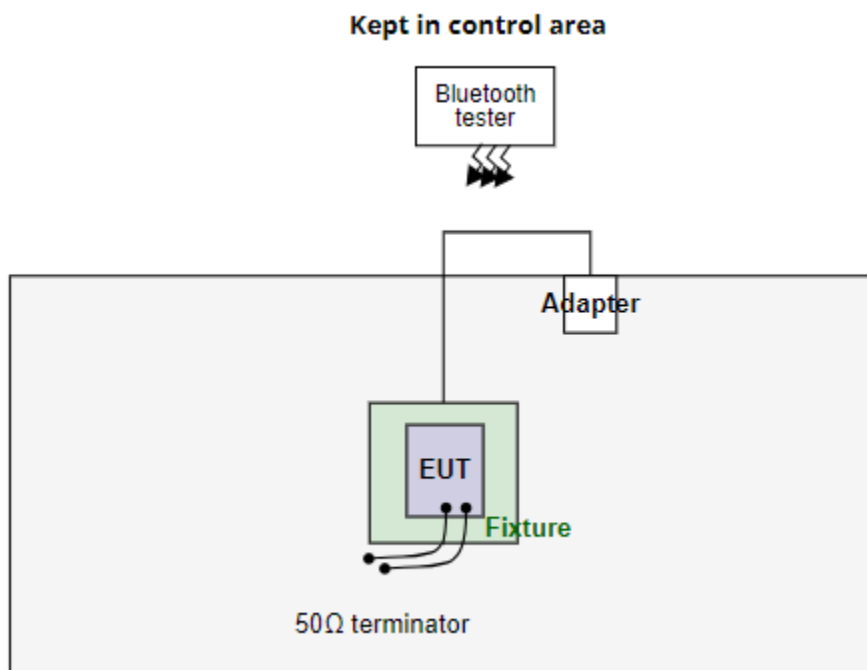 Kept in control area
Bluetooth
tester
Adapter
EUT
Fixture
50Ω terminator